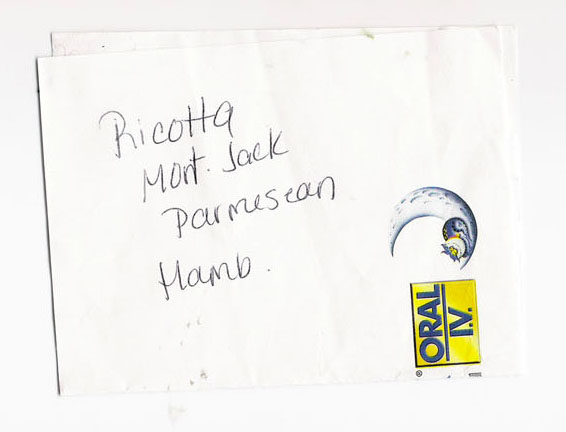 Ricotta
Mont. Jack
Parmesean
Hamb.
ORAL
I.V.
®